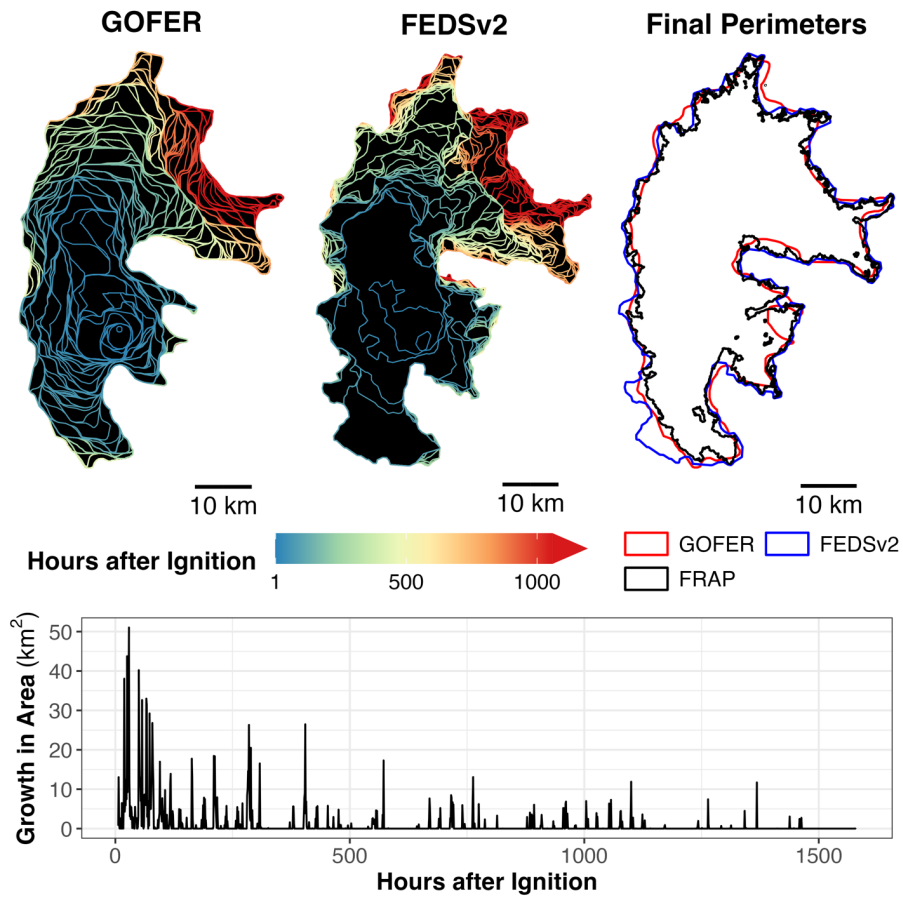 GOFER FEDSv2 Final Perimeters
10 km 10 km 10 km
Hours after Ignition
1 500 1000
GOFER FEDSv2
FRAP
Growth in Area (km²)
50
40
30
20
10
0
0 500 1000 1500
Hours after Ignition